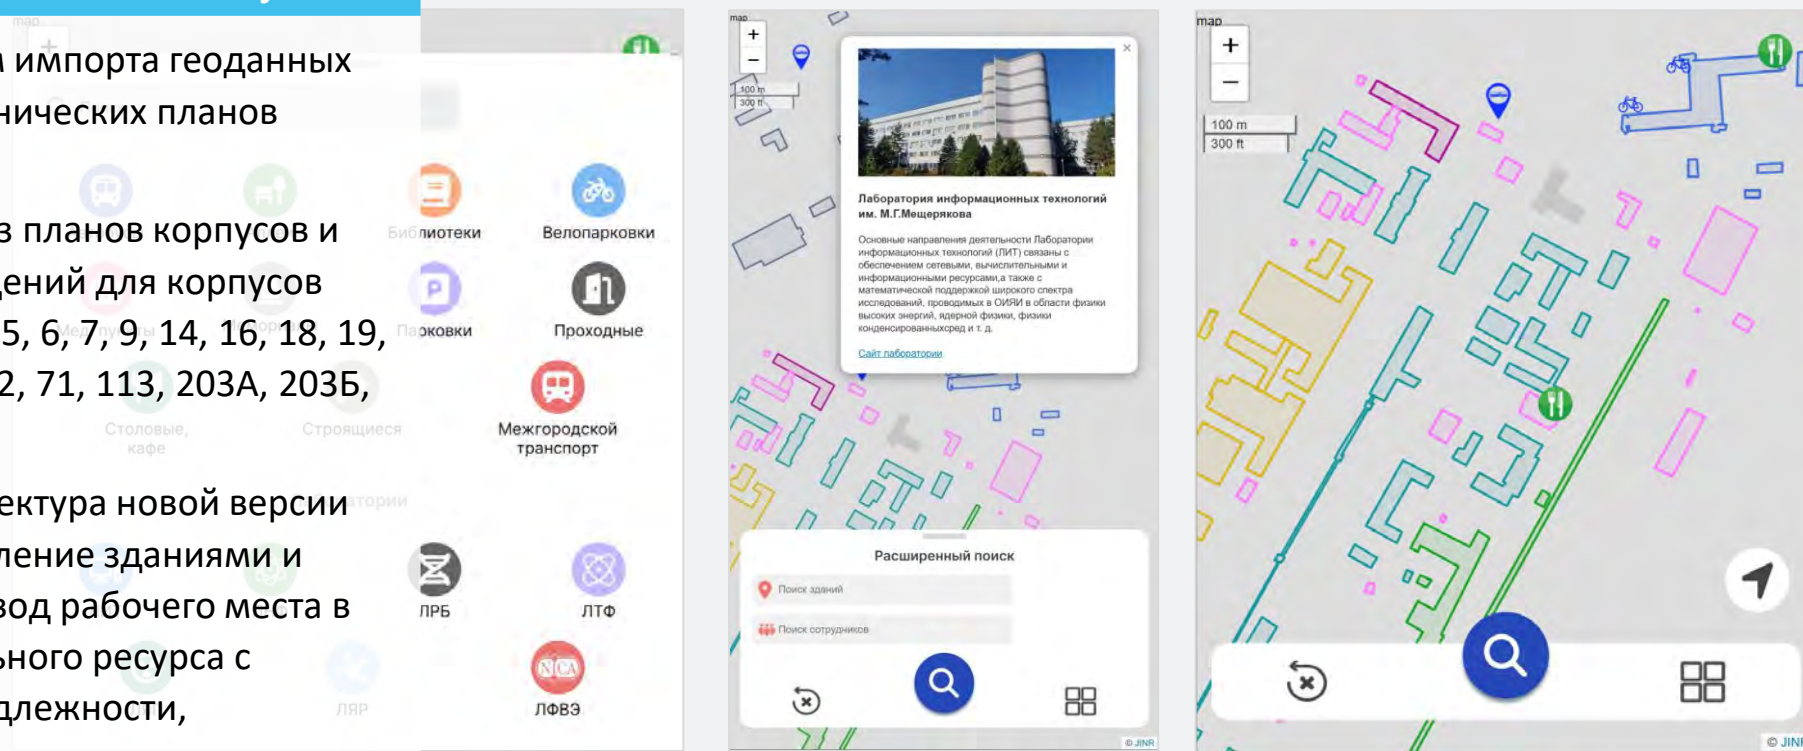 м импорта геоданных
нических планов
з планов корпусов и
цений для корпусов
5, 6, 7, 9, 14, 16, 18, 19,
2, 71, 113, 203А, 203Б,
ектура новой версии
ление зданиями и
вод рабочего места в
ьного ресурса с
длежности,
map
Библиотеки
Велопарковки
Мед. пункты
Парковки
Проходные
Столовые,
кафе
Строящиеся
Межгородской
транспорт
ЛРБ
ЛТФ
ЛЯР
NICA
ЛФВЭ
map
+
−
100 m
300 ft
×
Лаборатория информационных технологий
им. М.Г.Мещерякова
Основные направления деятельности Лаборатории
информационных технологий (ЛИТ) связаны с
обеспечением сетевыми, вычислительными и
информационными ресурсами,а также с
математической поддержкой широкого спектра
исследований, проводимых в ОИЯИ в области физики
высоких энергий, ядерной физики, физики
конденсированныхсред и т. д.
Сайт лаборатории
Расширенный поиск
Поиск зданий
Поиск сотрудников
© JINR
map
+
−
100 m
300 ft
© JINR